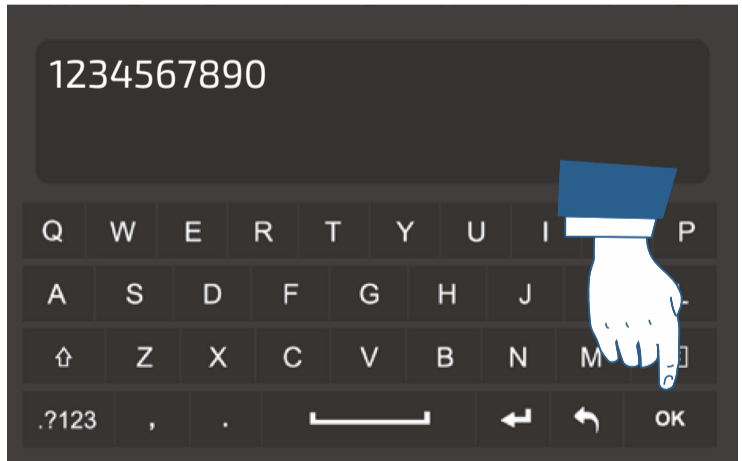 1234567890
Q W E R T Y U I P
A S D F G H J L
Z X C V B N M
.?123 , . OK